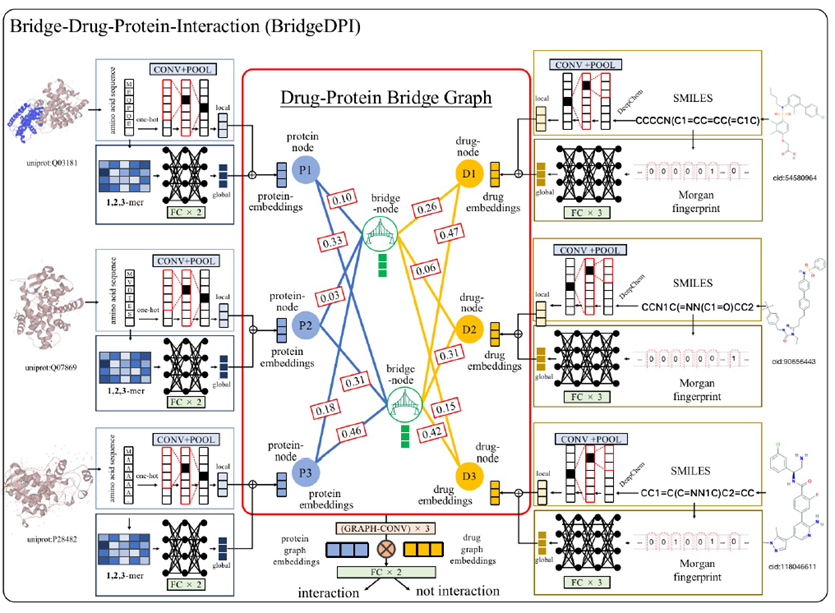 Bridge-Drug-Protein-Interaction (BridgeDPI)
uniprot:Q03181
amino acid sequence
one-hot
CONV+POOL
local
1,2,3-mer
FC × 2
global
uniprot:Q07869
amino acid sequence
M
V
D
T
E
S
one-hot
CONV+POOL
local
1,2,3-mer
FC × 2
global
uniprot:P28482
amino acid sequence
M
A
A
A
A
A
one-hot
CONV+POOL
local
1,2,3-mer
FC × 2
global
Drug-Protein Bridge Graph
protein
node
P1
protein-embeddings
protein-
node
P2
protein
embeddings
protein-
node
P3
protein embeddings
bridge
-node
bridge
-node
0.10
0.33
0.03
0.31
0.18
0.46
0.26
0.47
0.06
0.31
0.15
0.42
drug-
node
D1
drug
embeddings
drug-
node
D2
drug
embeddings
drug-
node
D3
drug
embeddings
(GRAPH-CONV) × 3
protein
graph
embeddings
drug
graph
embeddings
FC × 2
interaction
not interaction
CONV +POOL
local
DeepChem
SMILES
CCCCN(C1=CC=CC(=C1C)
global
FC × 3
... 0 0 0 0 0 1 ... 0 ...
Morgan
fingerprint
cid:54580964
CONV +POOL
local
DeepChem
SMILES
CCN1C(=NN(C1=O)CC2
global
FC × 3
... 0 0 0 0 0 0 ... 1 ...
Morgan
fingerprint
cid:90656443
CONV +POOL
local
DeepChem
SMILES
CC1=C(C=NN1C)C2=CC
global
FC × 3
... 0 0 1 0 0 1 ... 0 ...
Morgan
fingerprint
cid:118046611